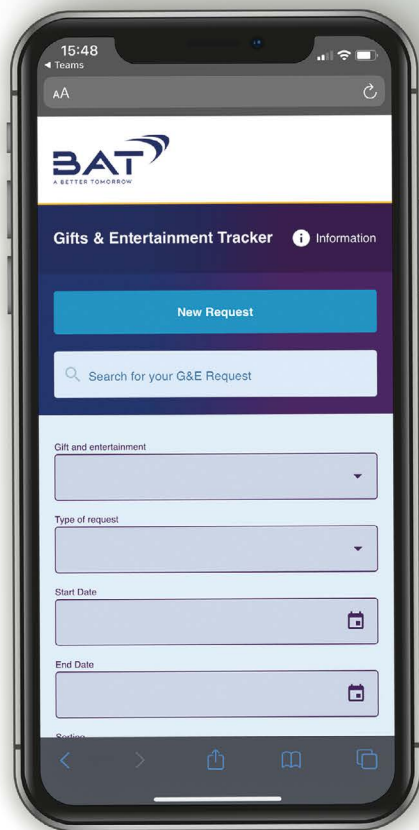 15:48
◀ Teams
AA
BAT
A BETTER TOMORROW
Gifts & Entertainment Tracker
i Information
New Request
Search for your G&E Request
Gift and entertainment
Type of request
Start Date
End Date